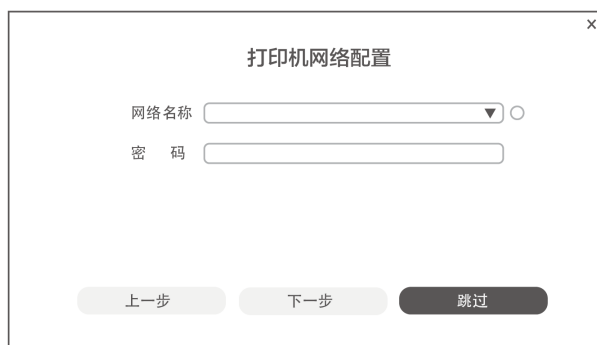 打印机网络配置
网络名称
密 码
上一步 下一步 跳过